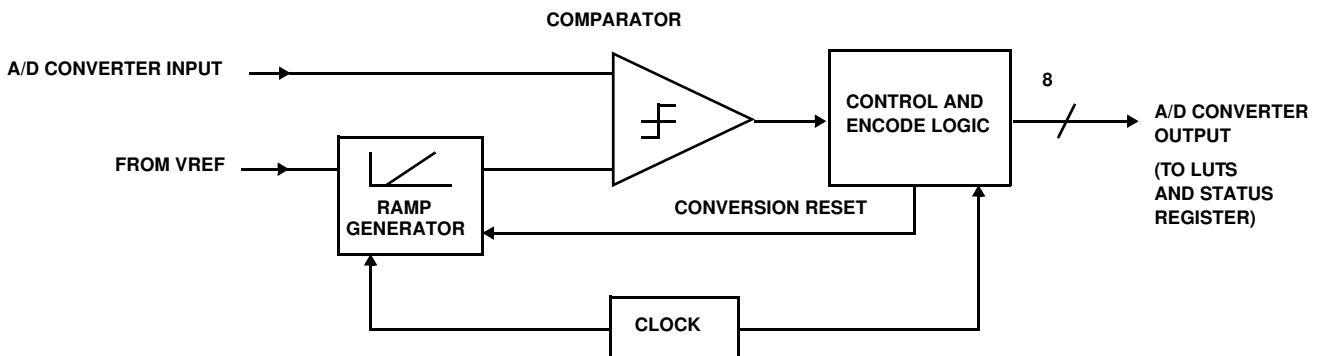 COMPARATOR
A/D CONVERTER INPUT
8
CONTROL AND
ENCODE LOGIC
A/D CONVERTER
OUTPUT
(TO LUTS
AND STATUS
REGISTER)
FROM VREF
RAMP
GENERATOR
CONVERSION RESET
CLOCK